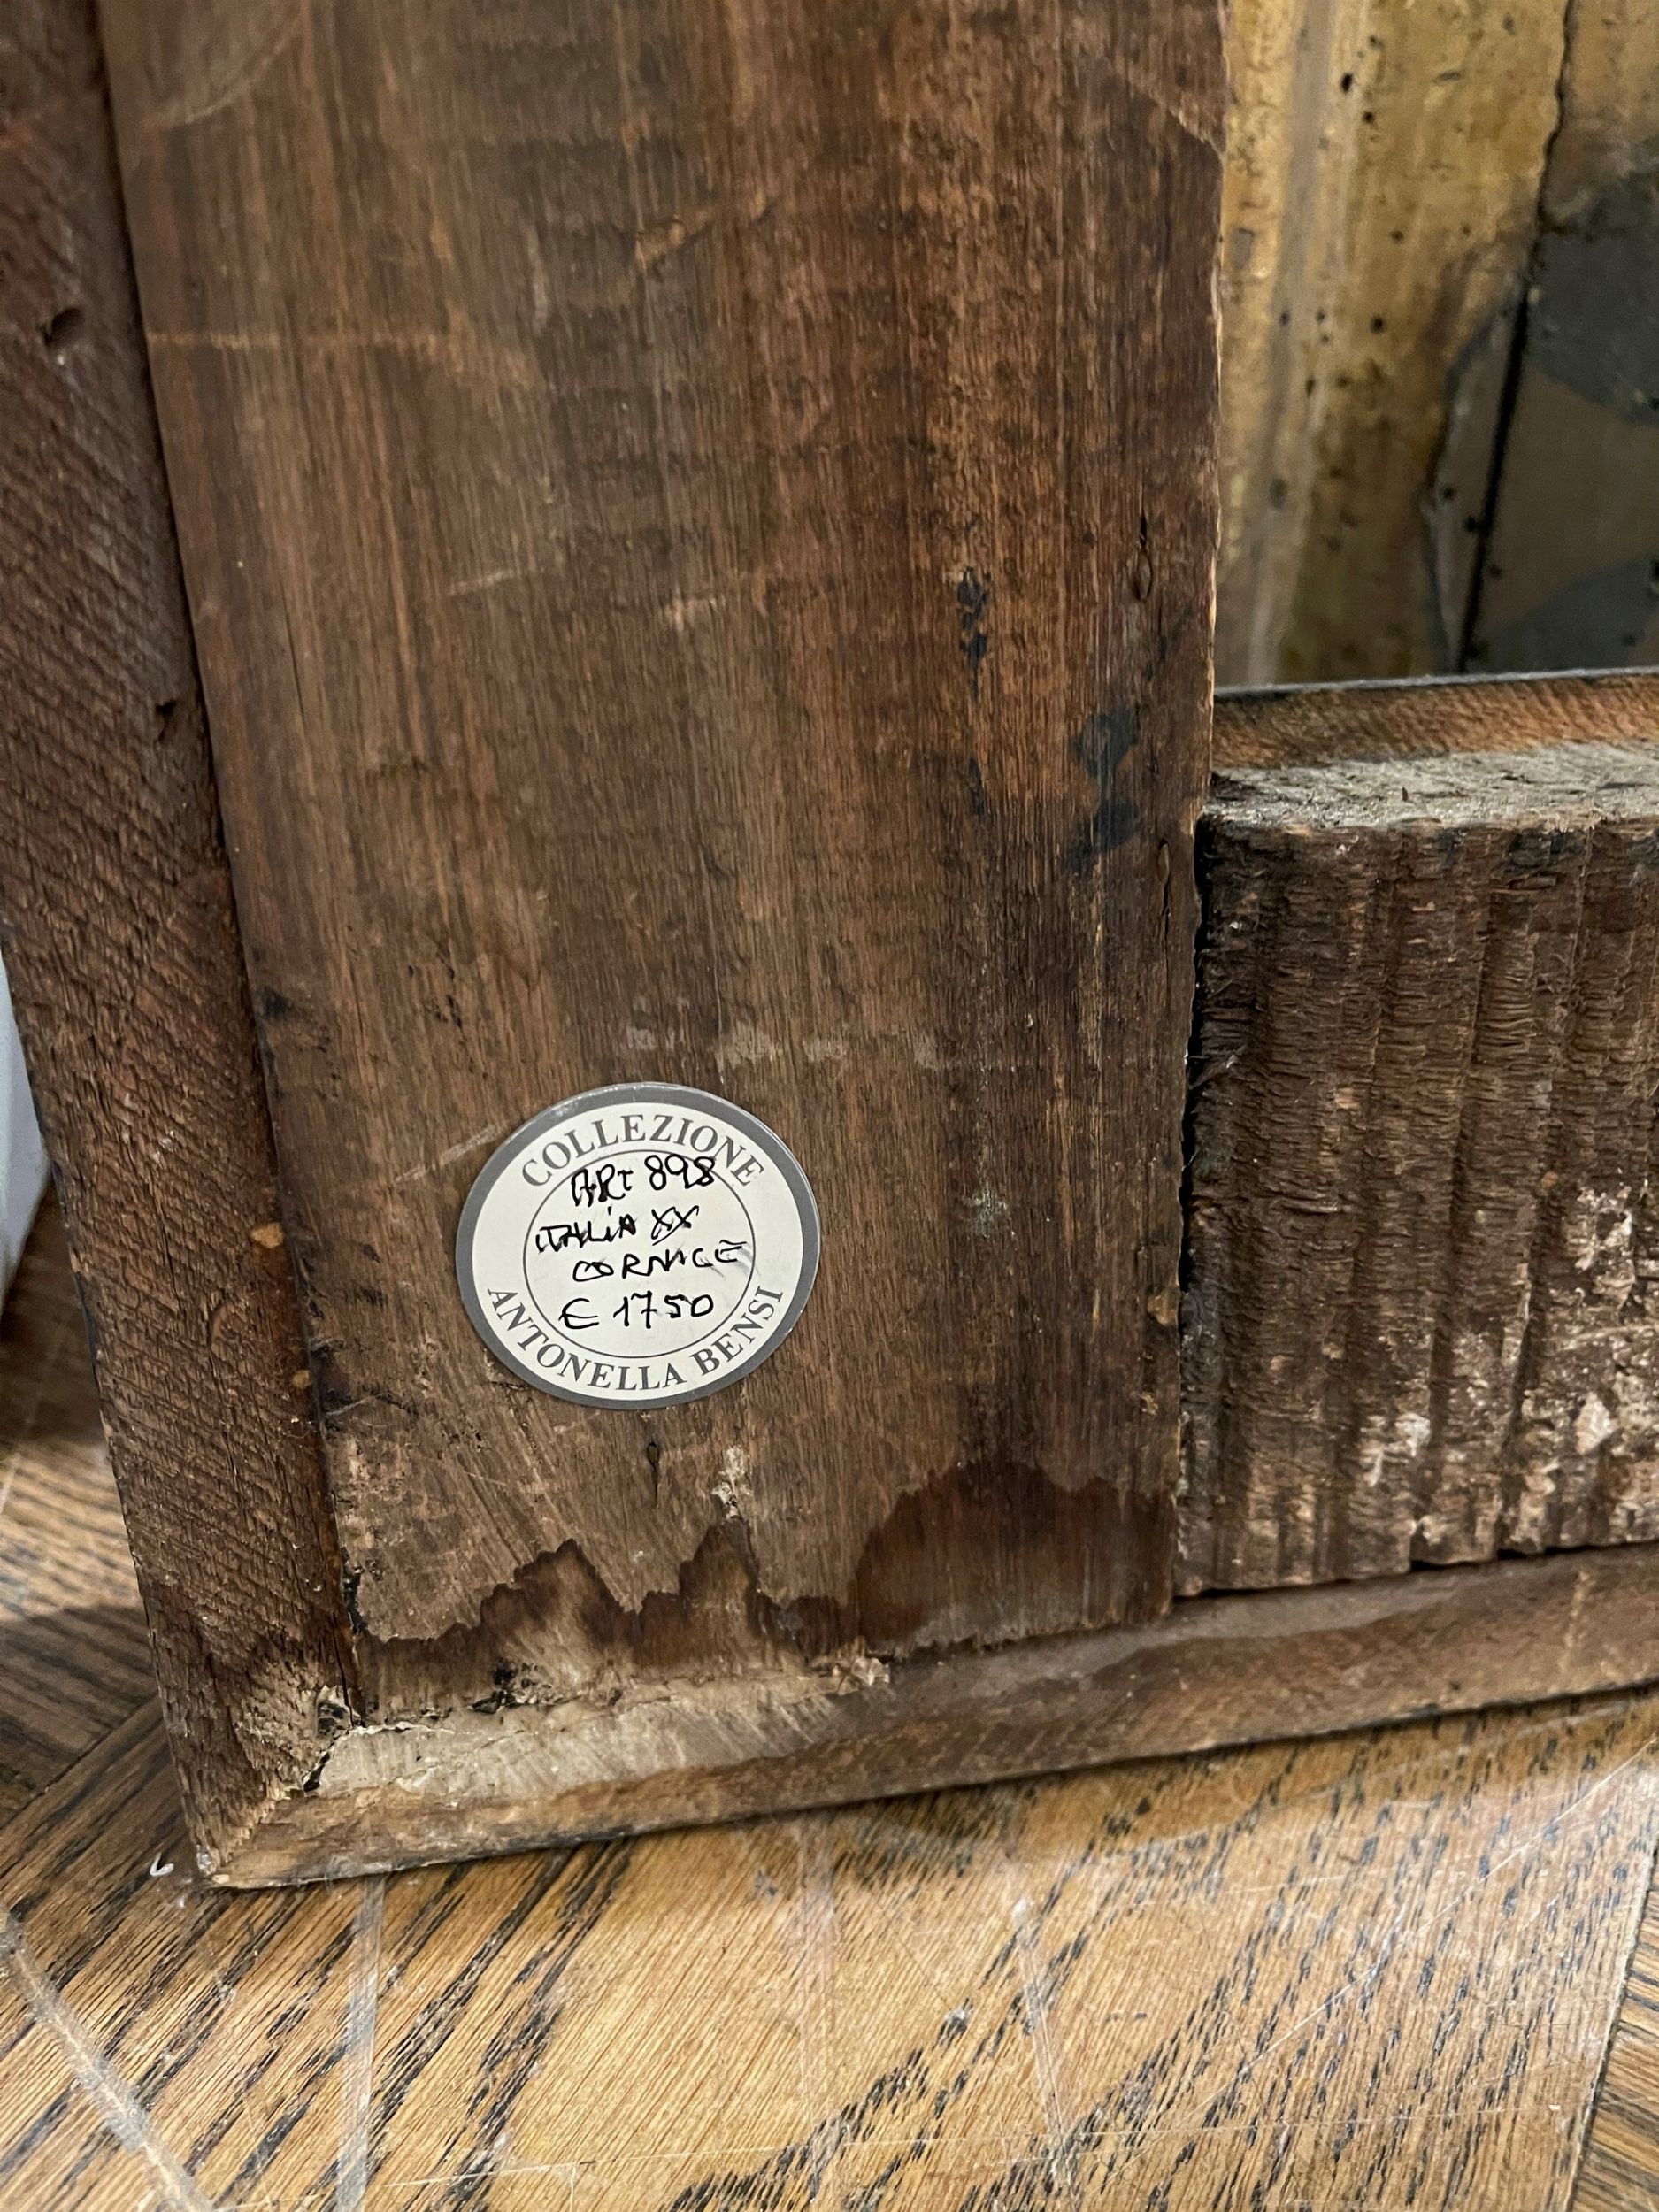 COLLEZIONE
ART 898
ITALIA XX
CORNICE
€ 1750
ANTONELLA BENSI